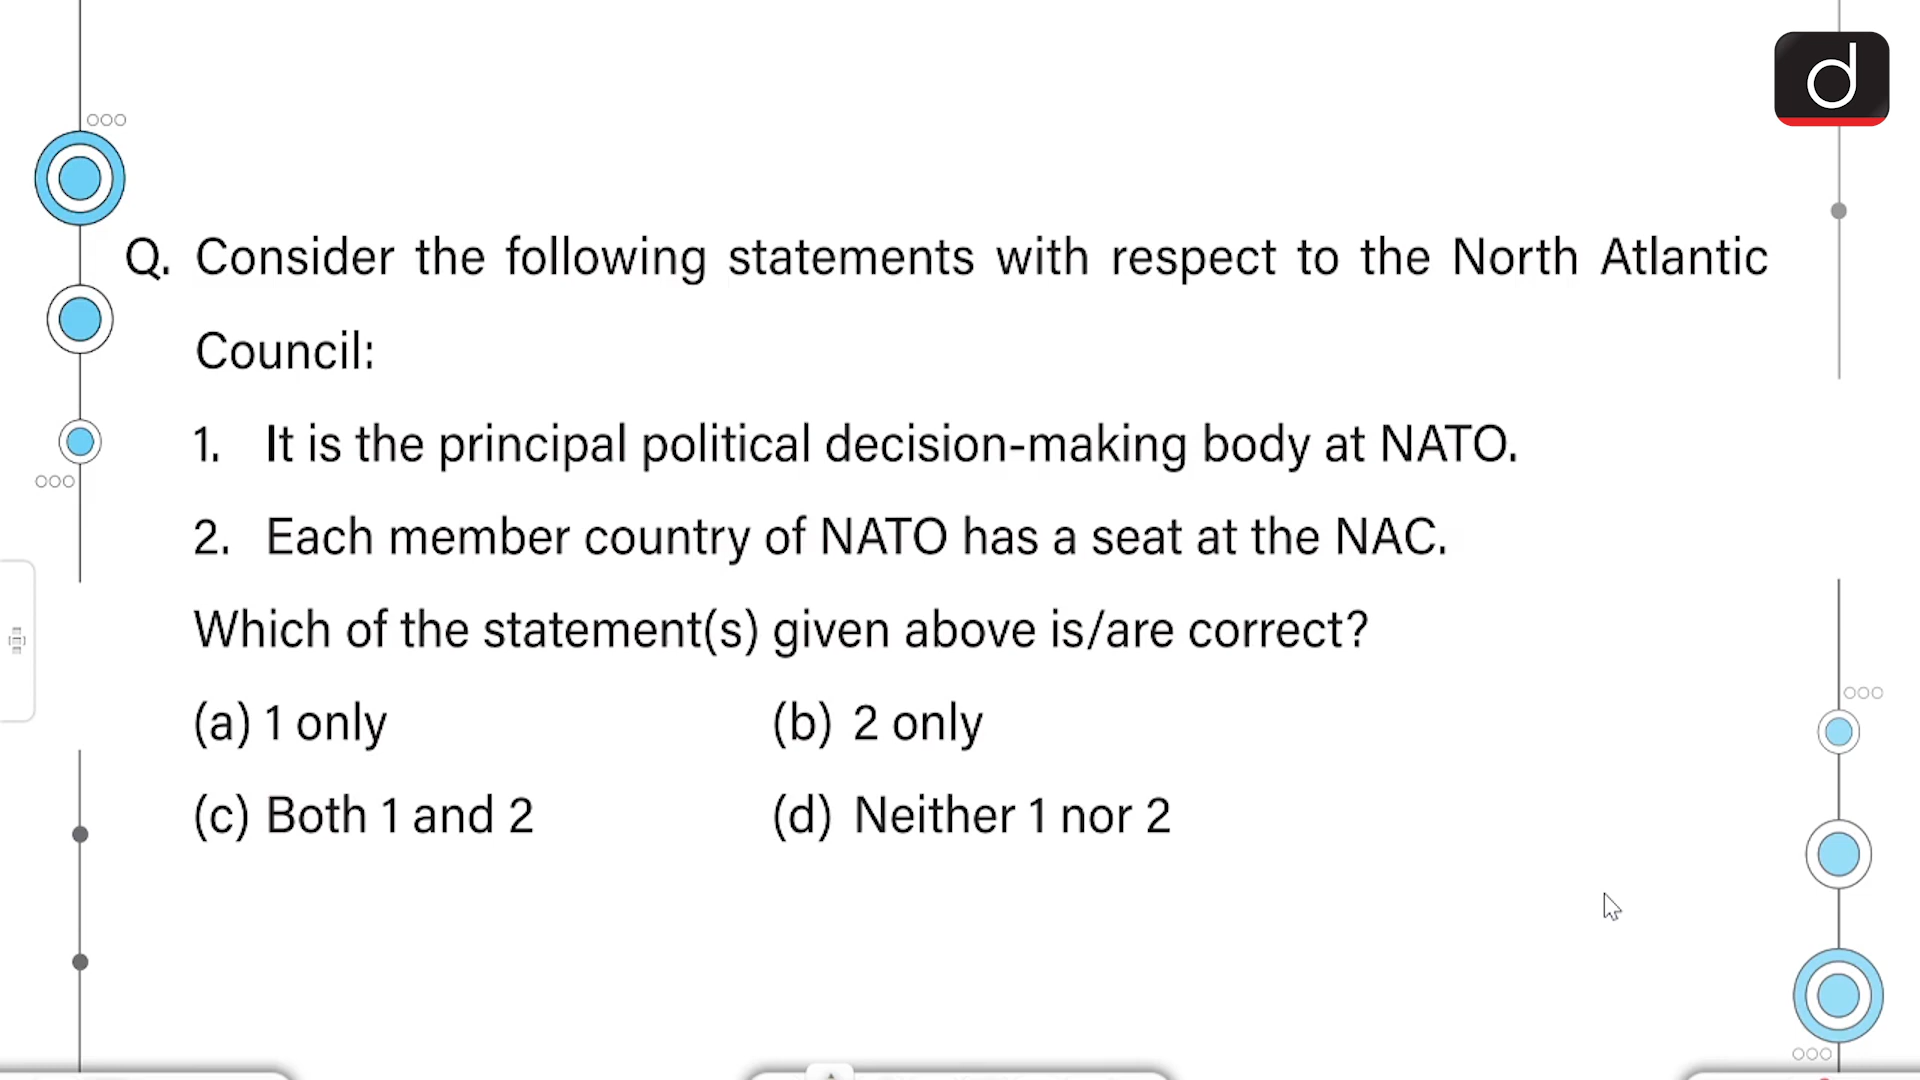 d
Q. Consider the following statements with respect to the North Atlantic
Council:
1. It is the principal political decision-making body at NATO.
2. Each member country of NATO has a seat at the NAC.
Which of the statement(s) given above is/are correct?
(a) 1 only (b) 2 only
(c) Both 1 and 2 (d) Neither 1 nor 2